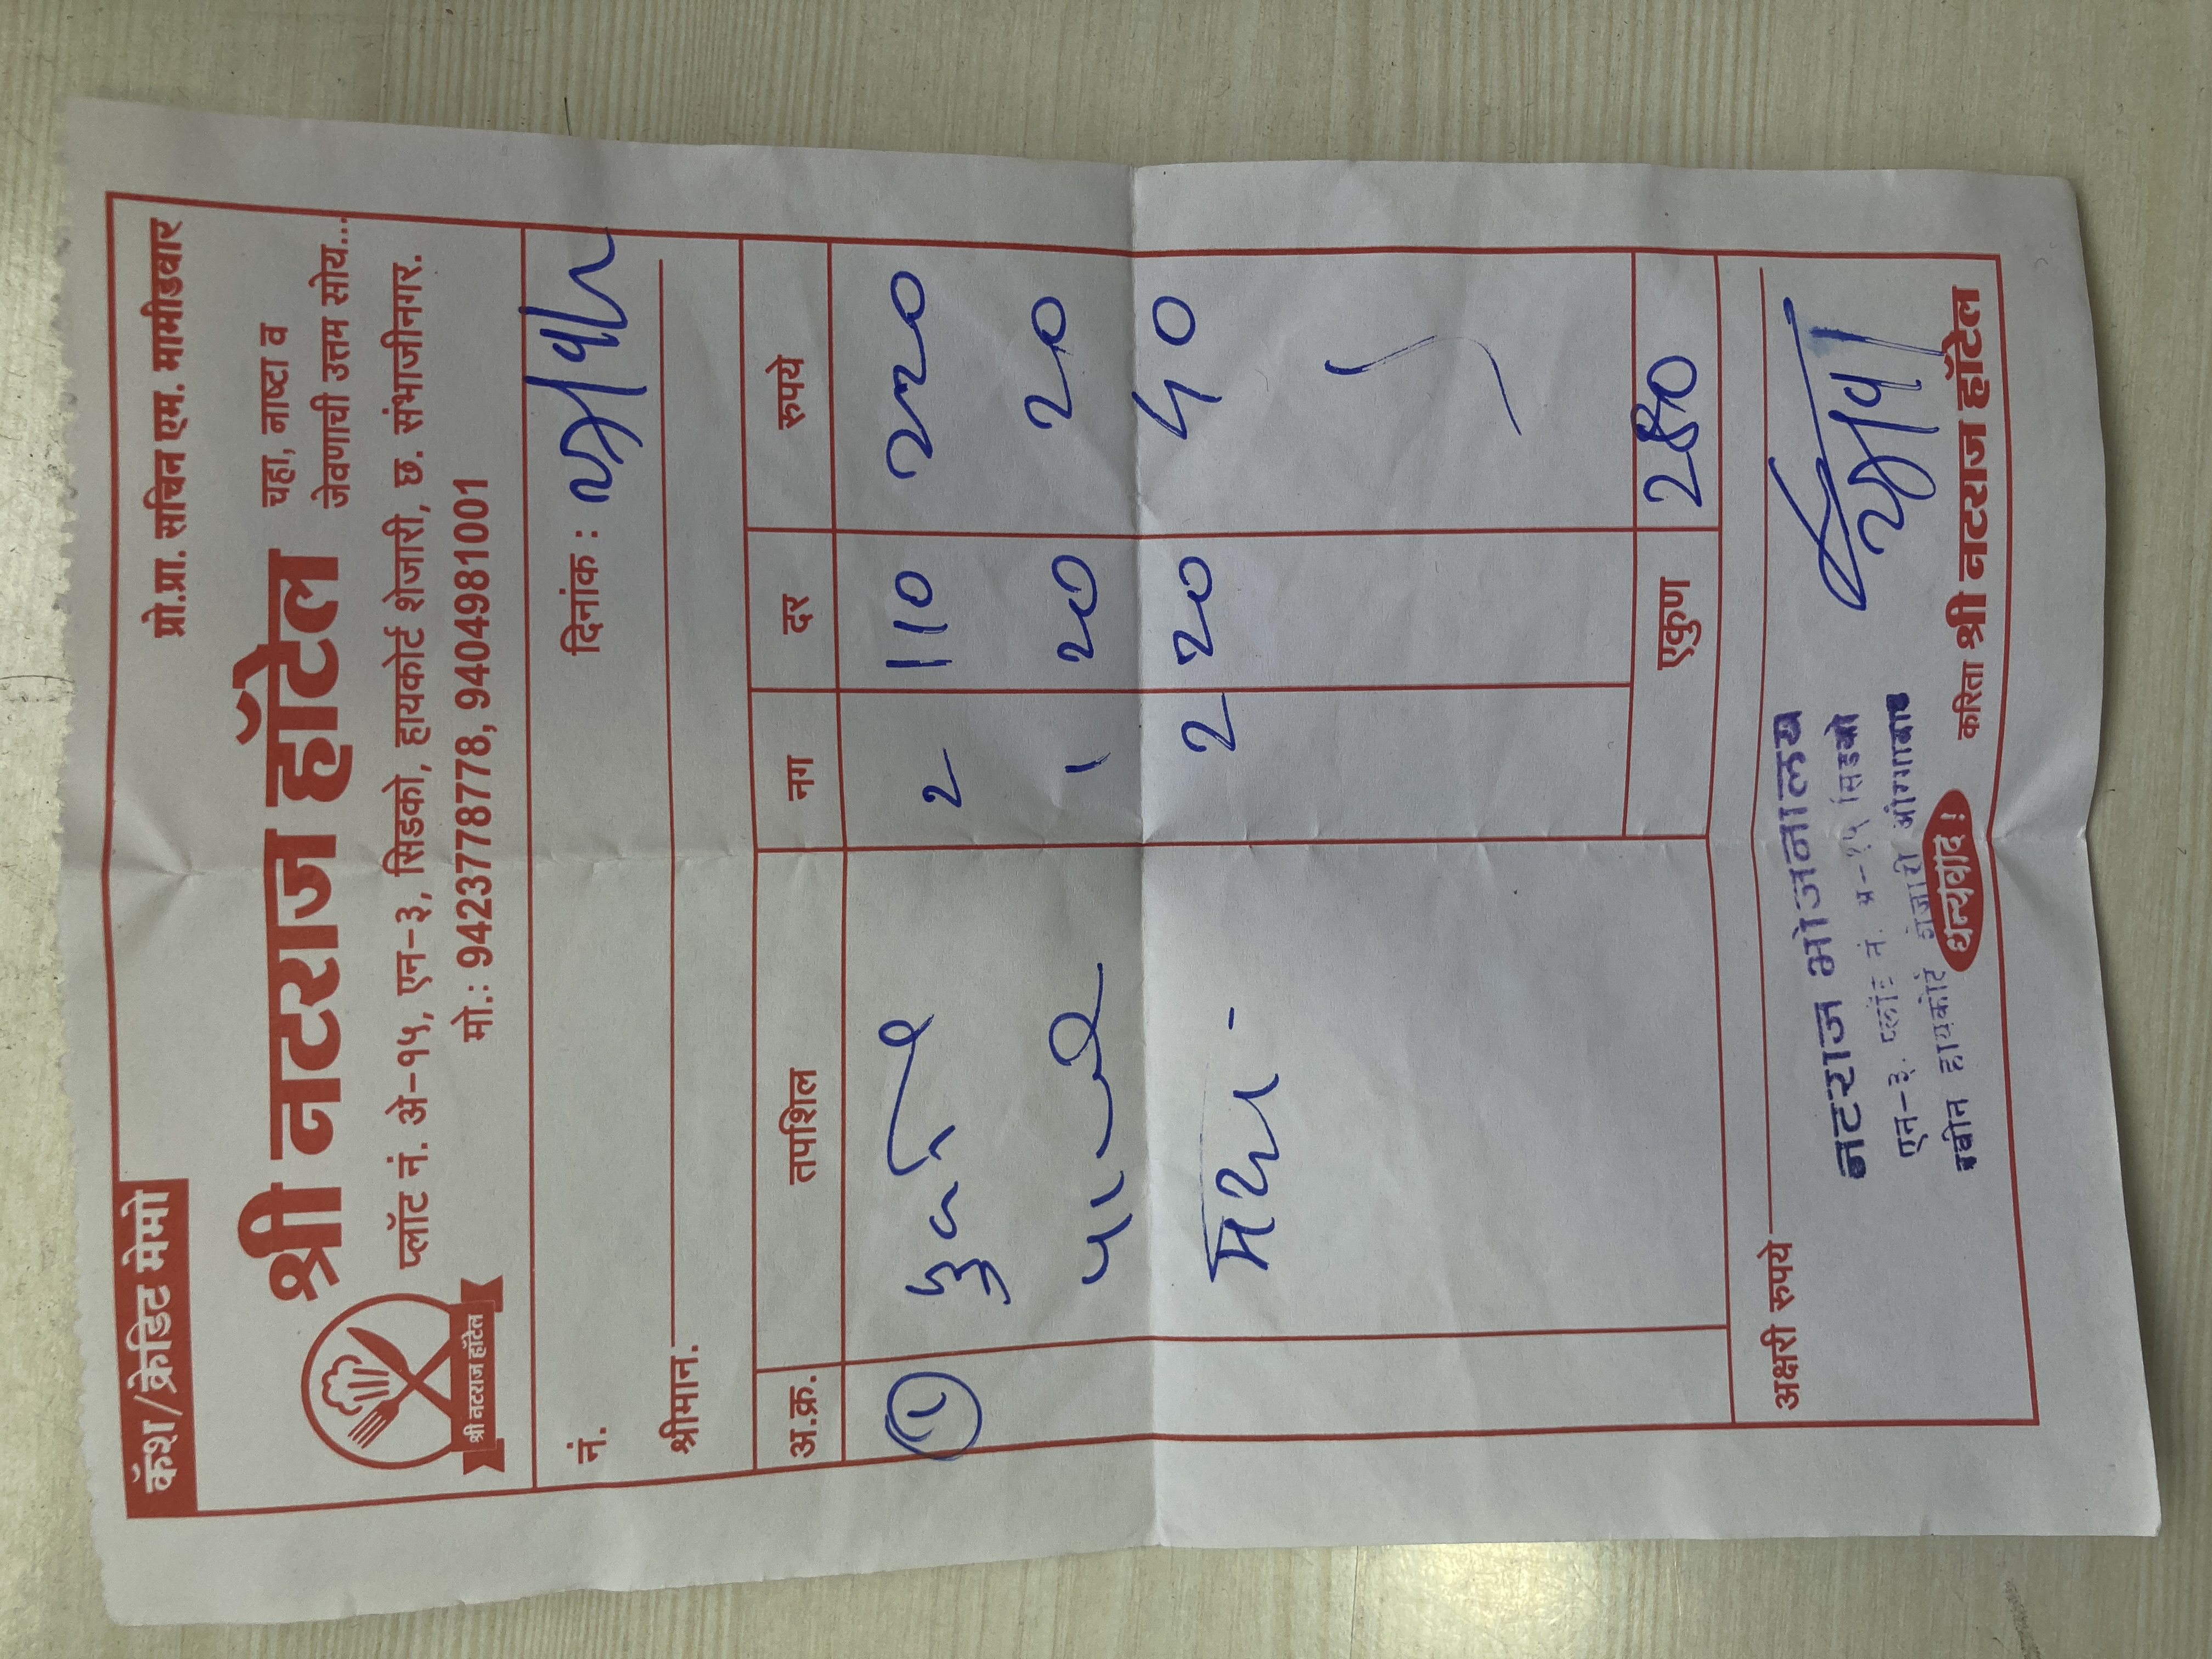 कॅश/क्रेडिट मेमो
प्रो.प्रा. सचिन एम. मामीडवार
श्री नटराज हॉटेल
चहा, नाष्टा व
जेवणाची उत्तम सोय...
श्री नटराज हॉटेल
प्लॉट नं. अे-१५, एन-३, सिडको, हायकोर्ट शेजारी, छ. संभाजीनगर.
मो.: 9423778778, 9404981001
नं. दिनांक :
श्रीमान.
अ.क्र. तपशिल नग दर रुपये
1 2 110 220
1 20 20
2 20 40
एकुण 280
अक्षरी रुपये
नटराज भोजनालय
एन-३. प्लॉट नं. अ-१५ सिडको
नवीन हायकोर्ट शेजारी औरंगाबाद
धन्यवाद !
करिता श्री नटराज हॉटेल